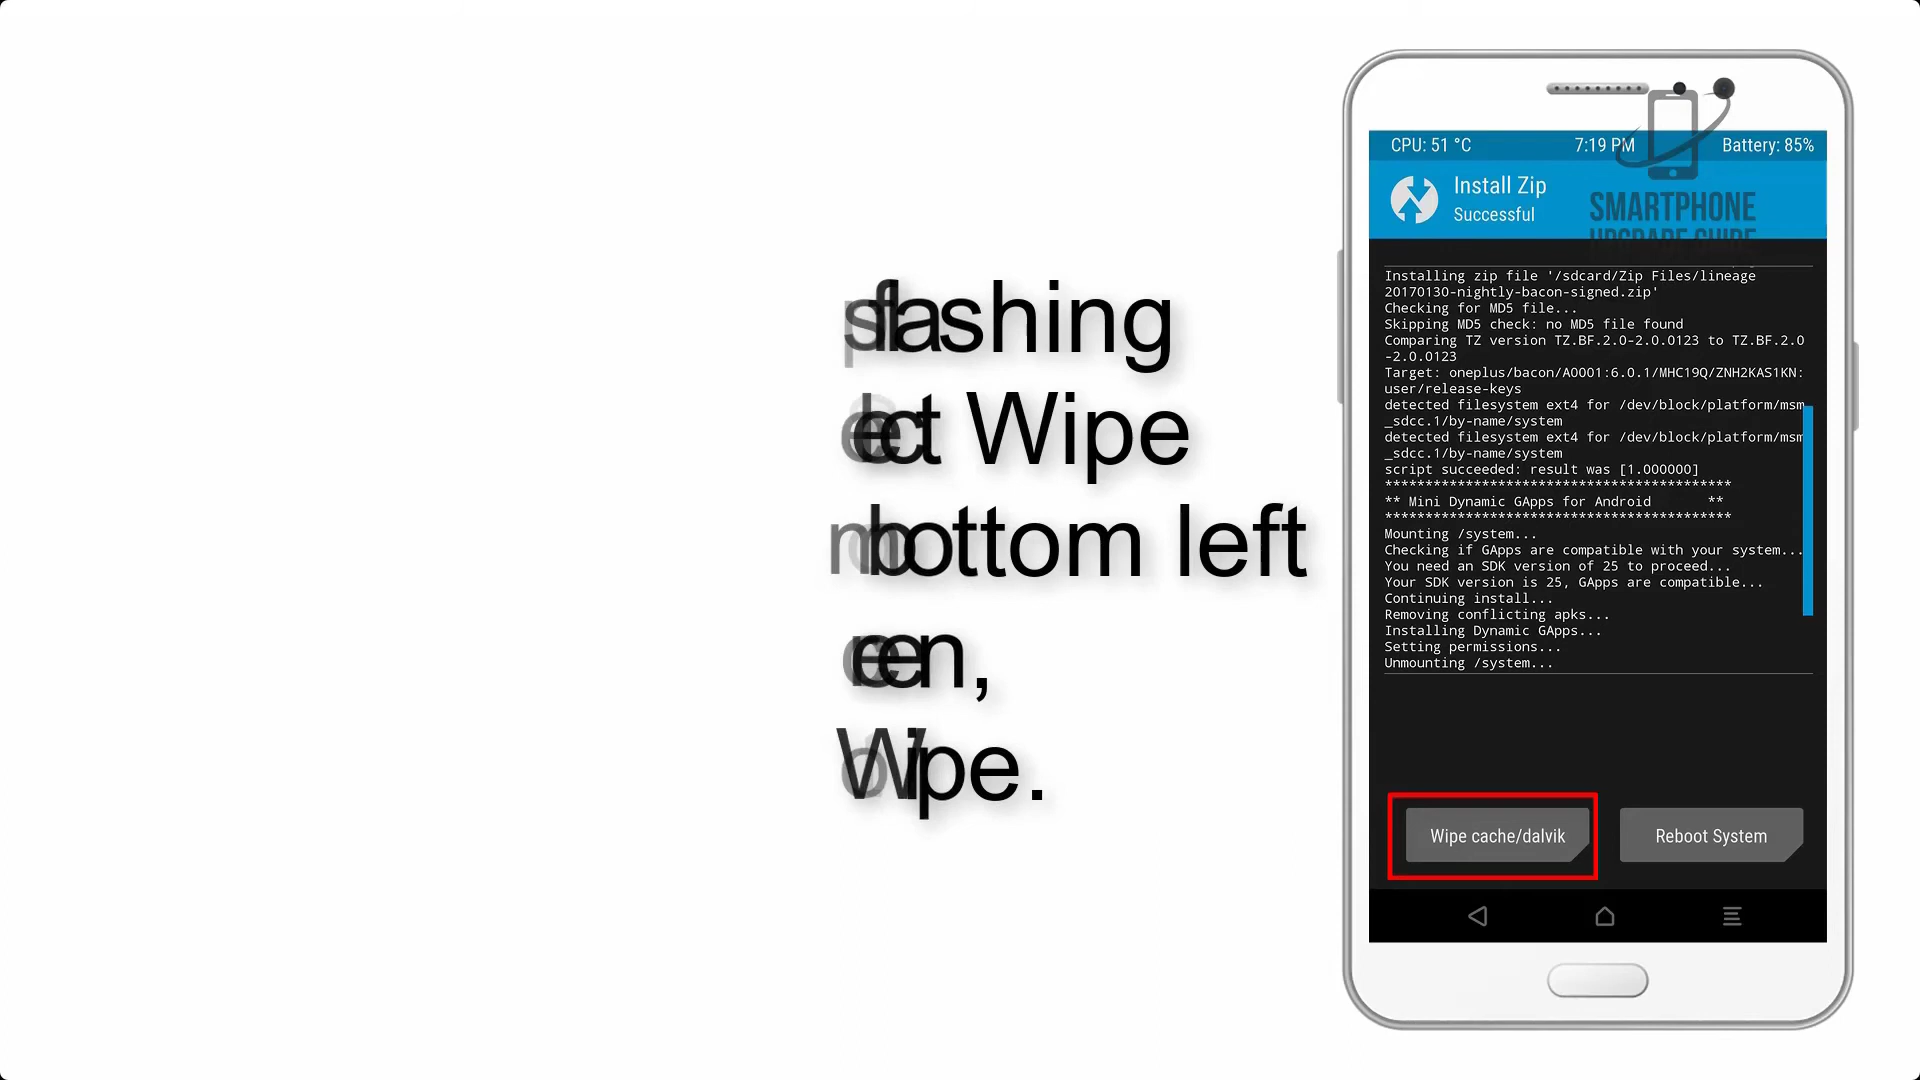 flashing
Wipe
bottom left
Wipe.
CPU: 51 °C
7:19 PM
Battery: 85%
Install Zip
Successful
SMARTPHONE
UPGRADE GUIDE
Installing zip file '/sdcard/Zip Files/lineage
20170130-nightly-bacon-signed.zip'
Checking for MD5 file...
Skipping MD5 check: no MD5 file found
Comparing TZ version TZ.BF.2.0-2.0.0123 to TZ.BF.2.0
-2.0.0123
Target: oneplus/bacon/A0001:6.0.1/MHC19Q/ZNH2KAS1KN:
user/release-keys
detected filesystem ext4 for /dev/block/platform/msm
_sdcc.1/by-name/system
detected filesystem ext4 for /dev/block/platform/msm
_sdcc.1/by-name/system
script succeeded: result was [1.000000]
*******************************************
** Mini Dynamic GApps for Android **
*******************************************
Mounting /system...
Checking if GApps are compatible with your system...
You need an SDK version of 25 to proceed...
Your SDK version is 25, GApps are compatible...
Continuing install...
Removing conflicting apks...
Installing Dynamic GApps...
Setting permissions...
Unmounting /system...
Wipe cache/dalvik
Reboot System